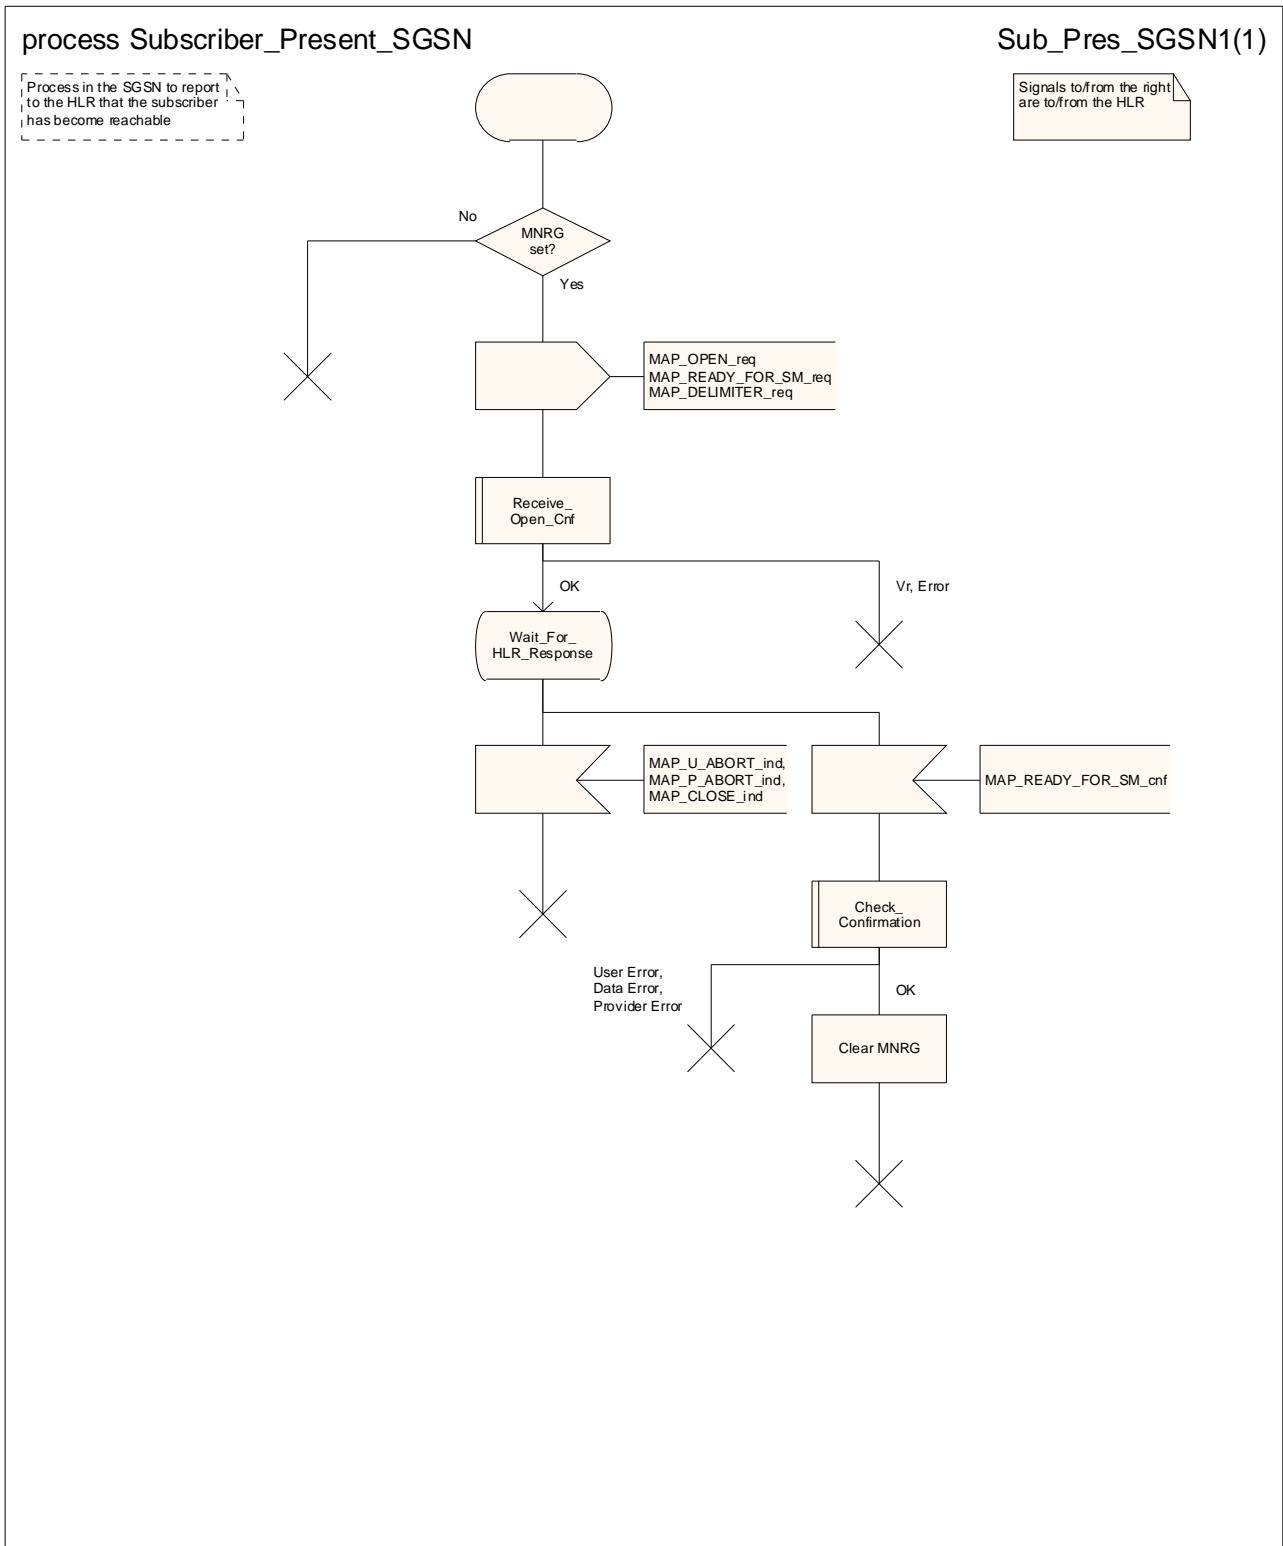 process Subscriber_Present_SGSN
Sub_Pres_SGSN1(1)
Process in the SGSN to report
to the HLR that the subscriber
has become reachable
Signals to/from the right
are to/from the HLR
No
MNRG
set?
Yes
MAP_OPEN_req
MAP_READY_FOR_SM_req
MAP_DELIMITER_req
Receive_
Open_Cnf
OK
Vr, Error
Wait_For_
HLR_Response
MAP_U_ABORT_ind,
MAP_P_ABORT_ind,
MAP_CLOSE_ind
MAP_READY_FOR_SM_cnf
Check_
Confirmation
User Error,
Data Error,
Provider Error
OK
Clear MNRG